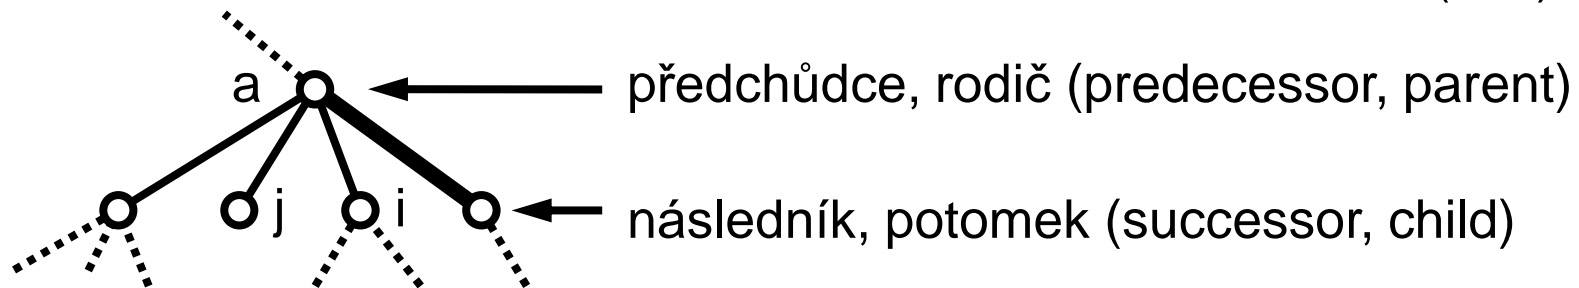 a
předchůdce, rodič (predecessor, parent)
j
i
následník, potomek (successor, child)